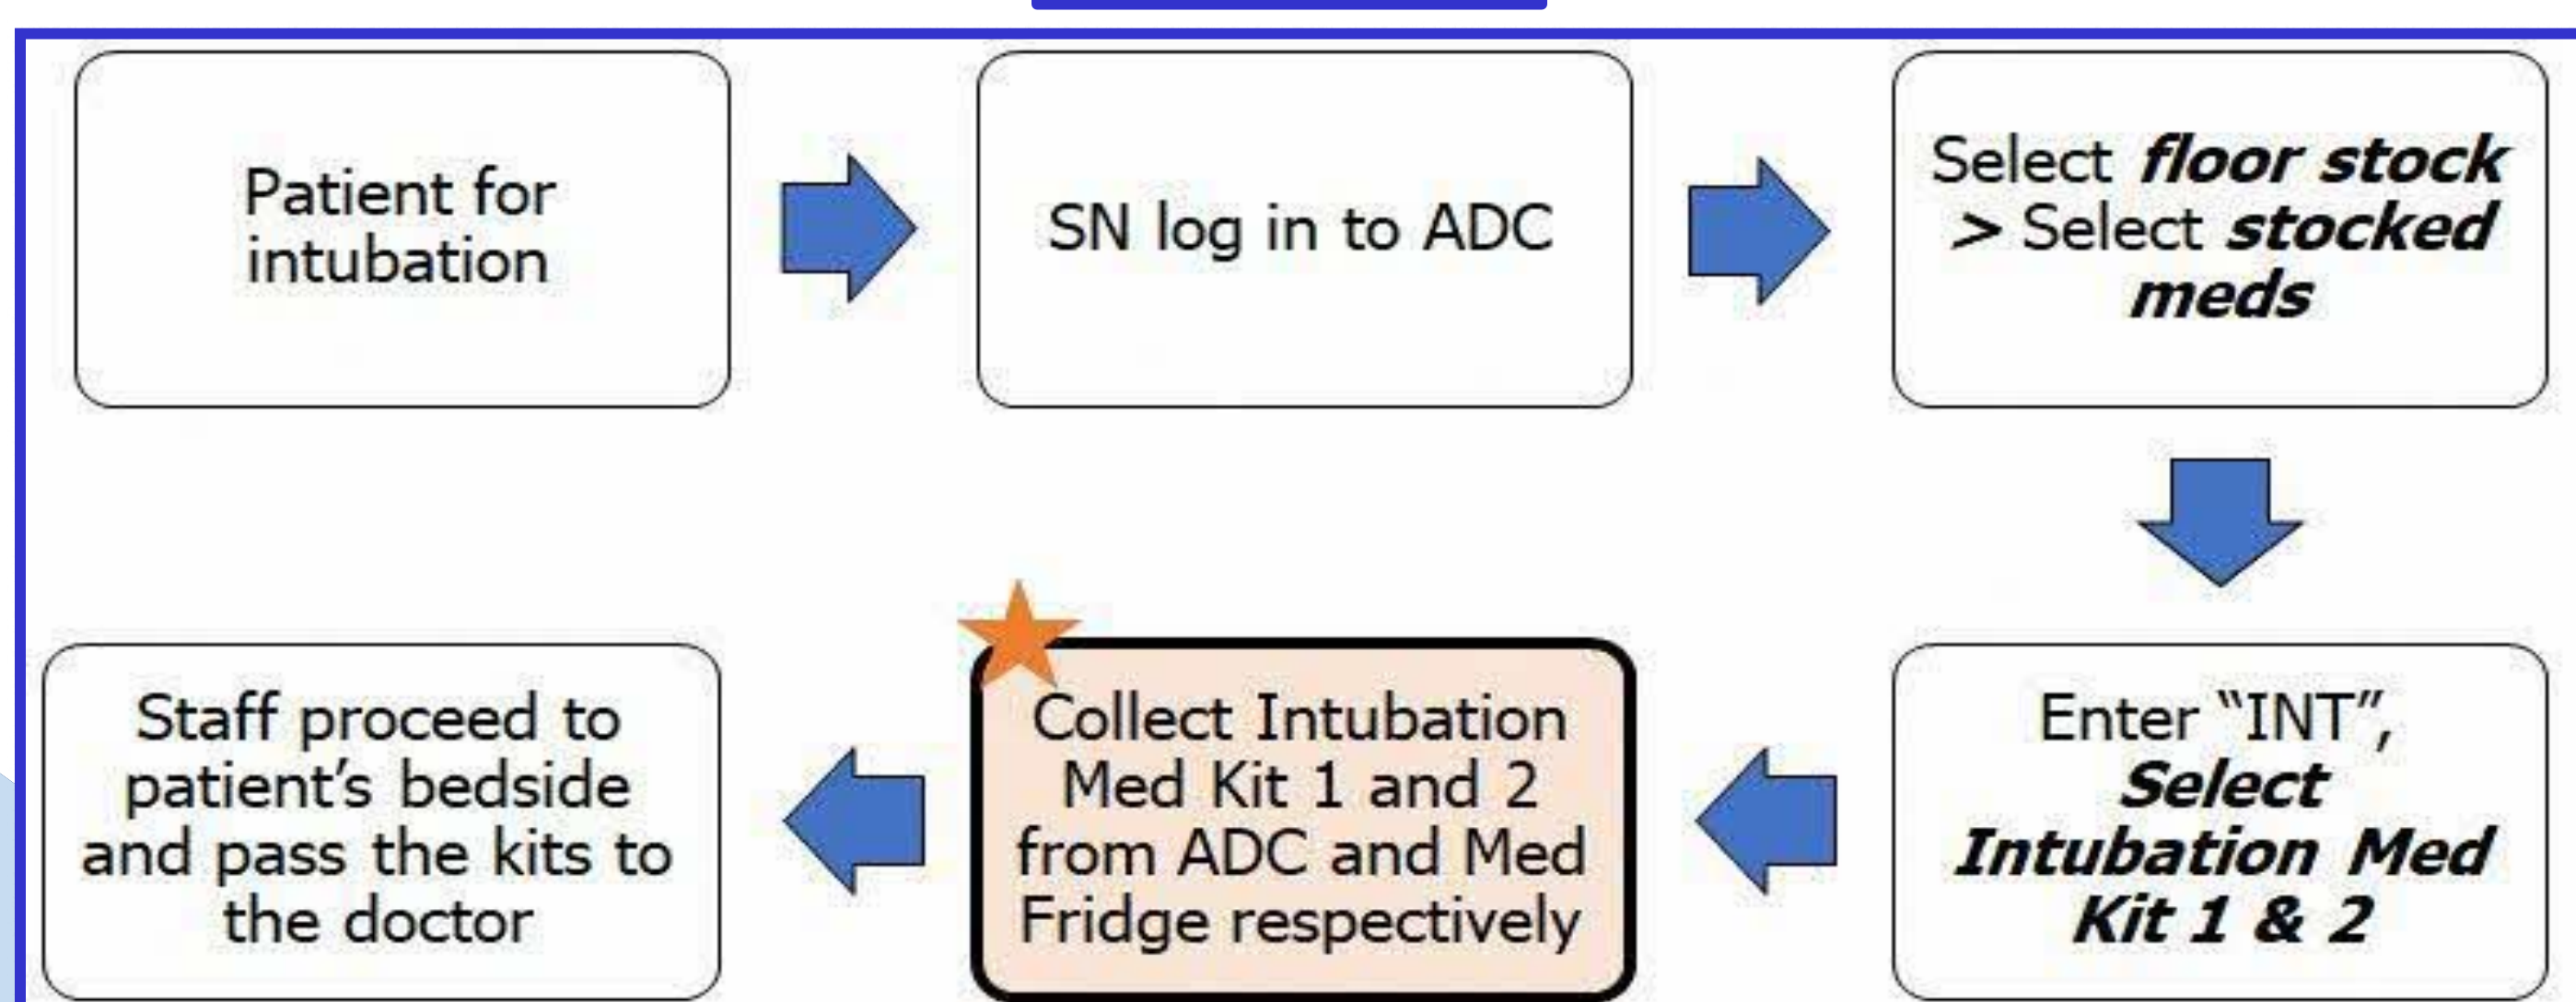 Patient for
intubation
SN log in to ADC
Select floor stock
> Select stocked
meds
Enter “INT”,
Select
Intubation Med
Kit 1 & 2
Collect Intubation
Med Kit 1 and 2
from ADC and Med
Fridge respectively
Staff proceed to
patient’s bedside
and pass the kits to
the doctor